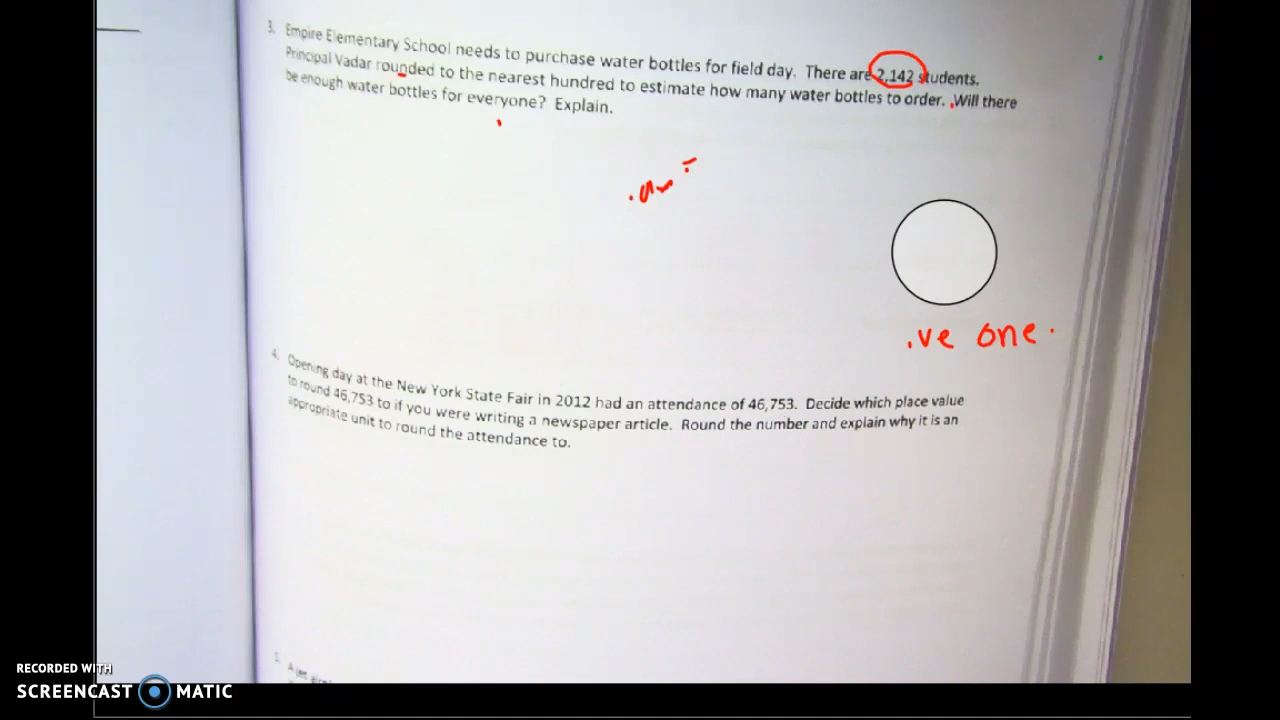 3. Empire Elementary School needs to purchase water bottles for field day. There are 2,142 students.
Principal Vadar rounded to the nearest hundred to estimate how many water bottles to order. Will there
be enough water bottles for everyone? Explain.
.ve one.
4. Opening day at the New York State Fair in 2012 had an attendance of 46,753. Decide which place value
to round 46,753 to if you were writing a newspaper article. Round the number and explain why it is an
appropriate unit to round the attendance to.
5.
RECORDED WITH
SCREENCAST MATIC